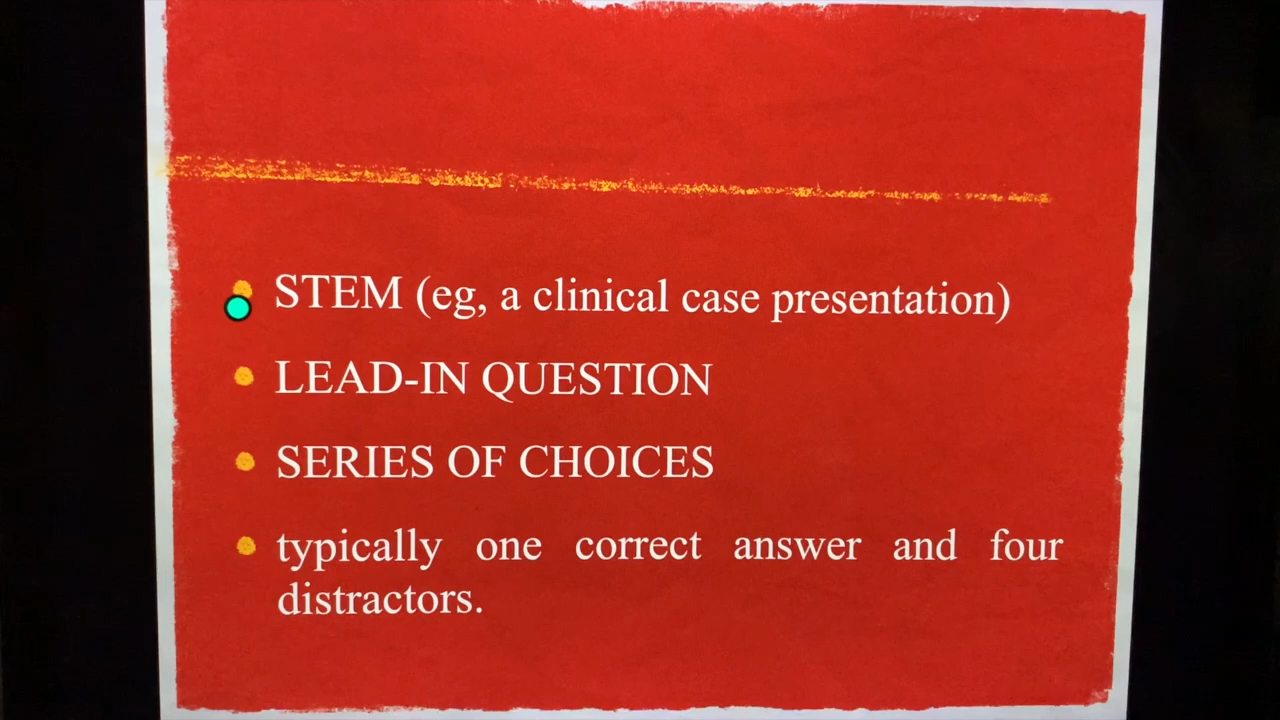 STEM (eg, a clinical case presentation)
LEAD-IN QUESTION
SERIES OF CHOICES
typically one correct answer and four
distractors.